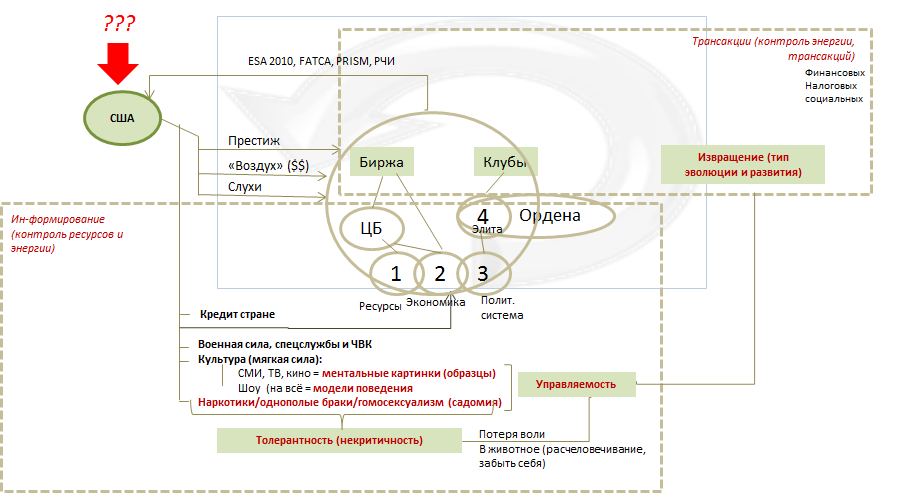 ???
Трансакции (контроль энергии,
трансакций)
ESA 2010, FATCA, PRISM, РЧИ
Финансовых
Налоговых
социальных
США
Престиж
Биржа
Клубы
Извращение (тип
эволюции и развития)
«Воздух» ($$)
Слухи
Ин-формирование
(контроль ресурсов и
энергии)
ЦБ
4
Ордена
Элита
1
2
3
Ресурсы
Экономика
Полит.
система
Кредит стране
Военная сила, спецслужбы и ЧВК
Культура (мягкая сила):
СМИ, ТВ, кино = ментальные картинки (образцы)
Шоу (на всё = модели поведения
Управляемость
Наркотики/однополые браки/гомосексуализм (садомия)
Толерантность (некритичность)
Потеря воли
В животное (расчеловечивание,
забыть себя)